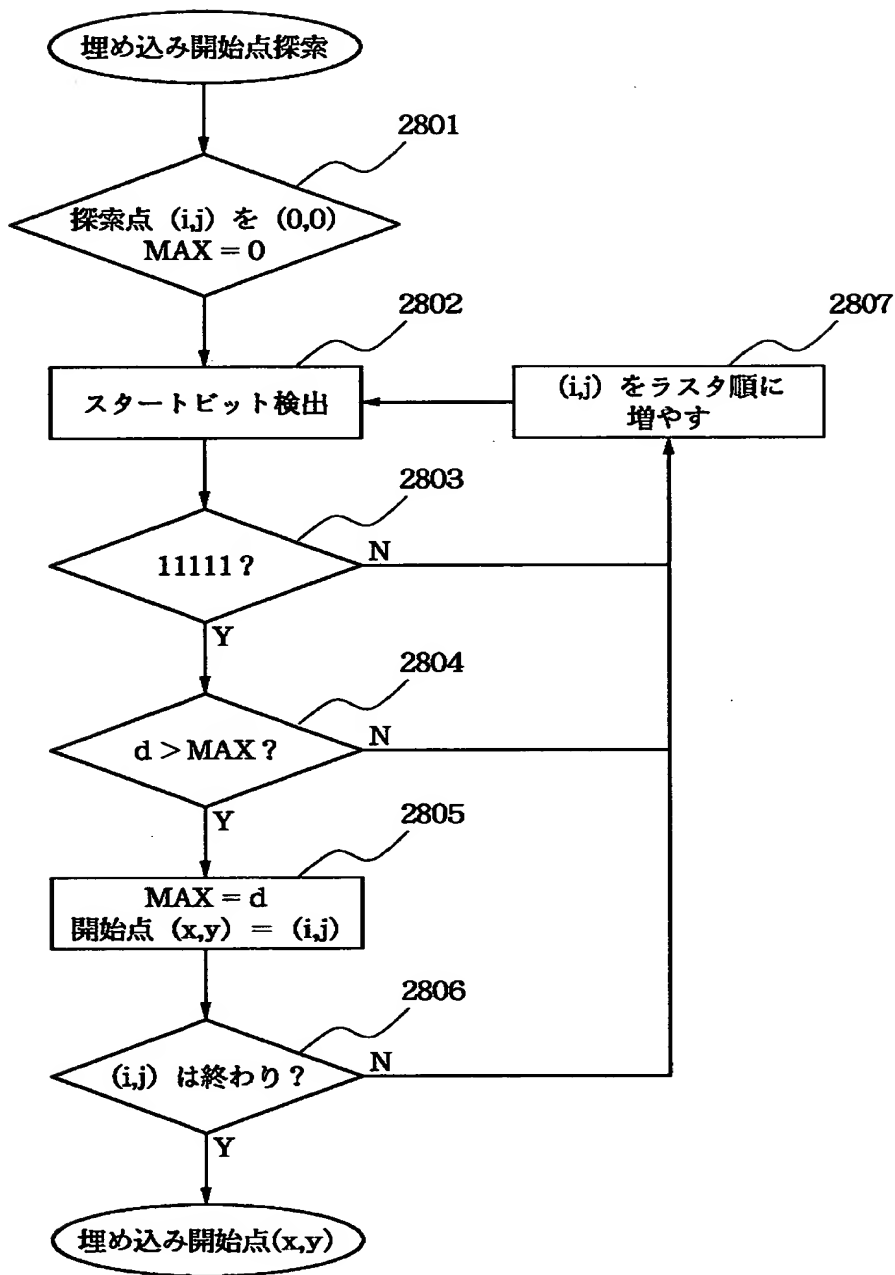 埋め込み開始点探索
2801
探索点 (i,j) を (0,0)
MAX = 0
2802
スタートビット検出
2807
(i,j) をラスタ順に
増やす
2803
11111？
N
Y
2804
d > MAX？
N
Y
2805
MAX = d
開始点 (x,y) = (i,j)
2806
(i,j) は終わり？
N
Y
埋め込み開始点(x,y)